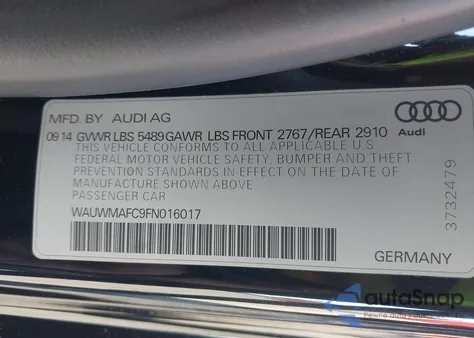 MFD. BY AUDI AG
09 14 GVWR LBS 5489 GAWR LBS FRONT 2767/REAR 2910
Audi
THIS VEHICLE CONFORMS TO ALL APPLICABLE U S
FEDERAL MOTOR VEHICLE SAFETY, BUMPER AND THEFT
PREVENTION STANDARDS IN EFFECT ON THE DATE OF
MANUFACTURE SHOWN ABOVE
PASSENGER CAR
WAUWMAFC9FN016017
3732479
GERMANY
autaSnap